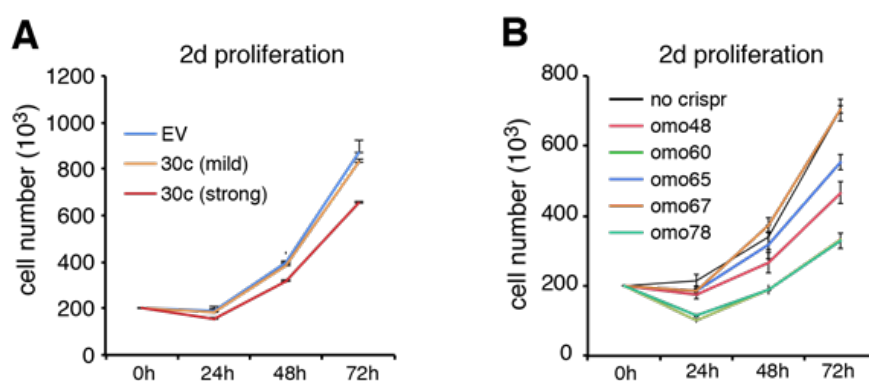 A
2d proliferation
1200
1000
800
600
400
200
0
cell number (10³)
EV
30c (mild)
30c (strong)
0h 24h 48h 72h
B
2d proliferation
800
600
400
200
0
cell number (10³)
no crispr
omo48
omo60
omo65
omo67
omo78
0h 24h 48h 72h